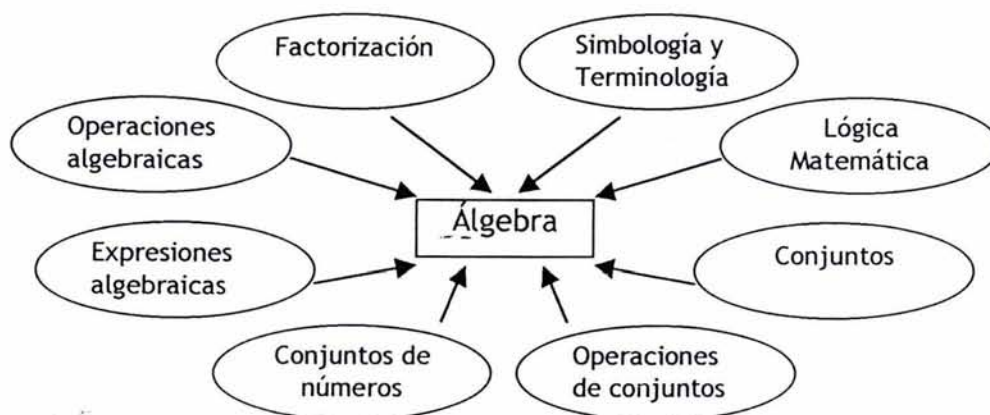 Factorización
Simbología y
Terminología
Operaciones
algebraicas
Lógica
Matemática
Álgebra
Expresiones
algebraicas
Conjuntos
Conjuntos de
números
Operaciones
de conjuntos